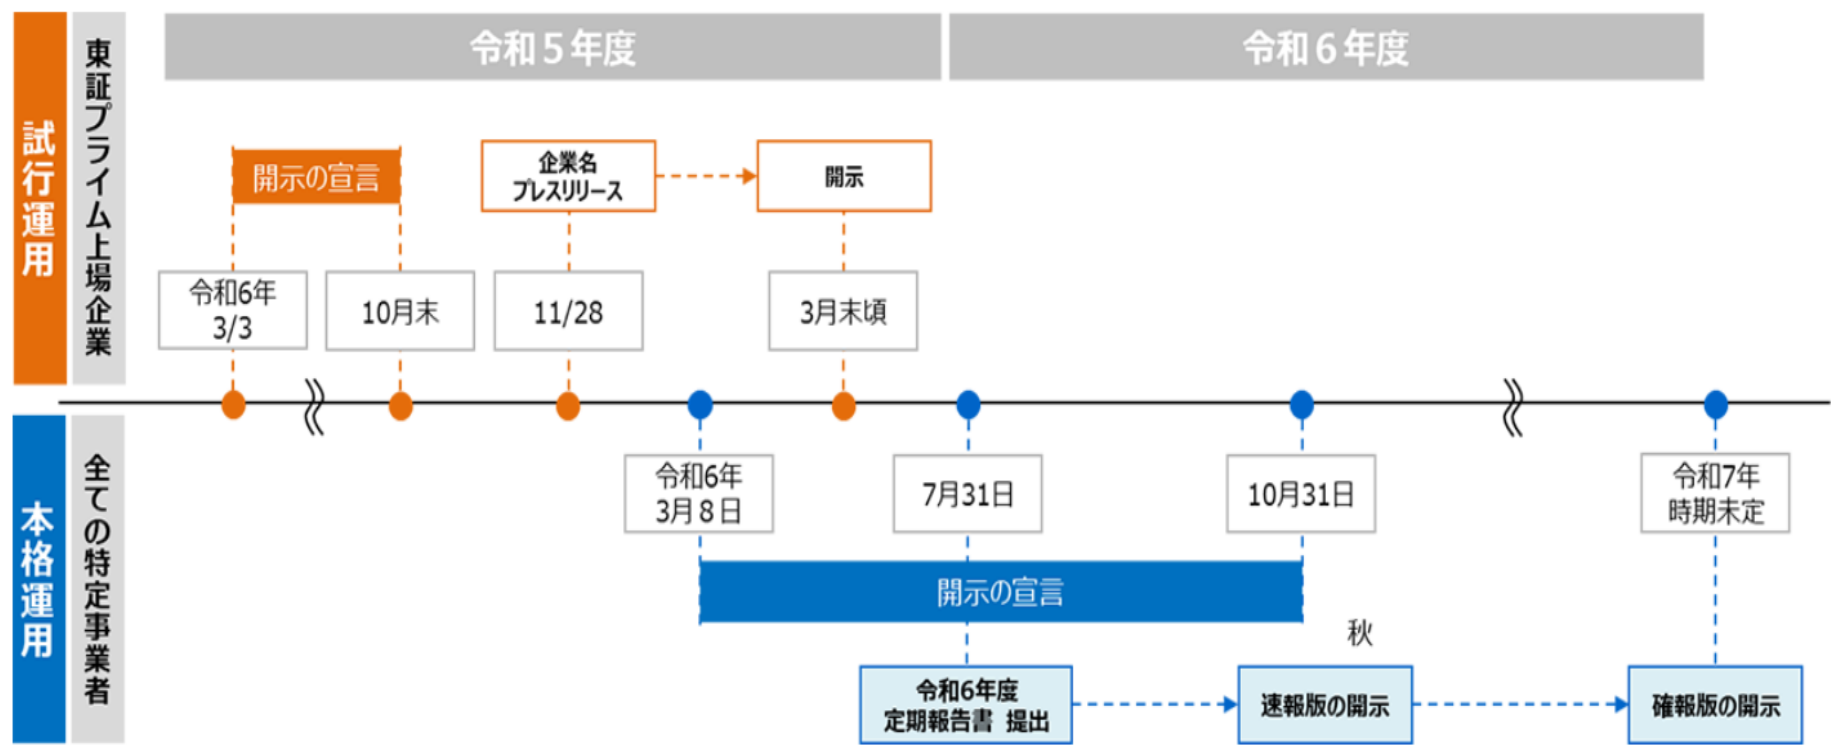 令和５年度
令和６年度
試行運用
東証プライム上場企業
開示の宣言
企業名
プレスリリース
開示
令和6年
3/3
10月末
11/28
3月末頃
本格運用
全ての特定事業者
令和6年
3月８日
7月31日
10月31日
令和7年
時期未定
開示の宣言
秋
令和6年度
定期報告書 提出
速報版の開示
確報版の開示